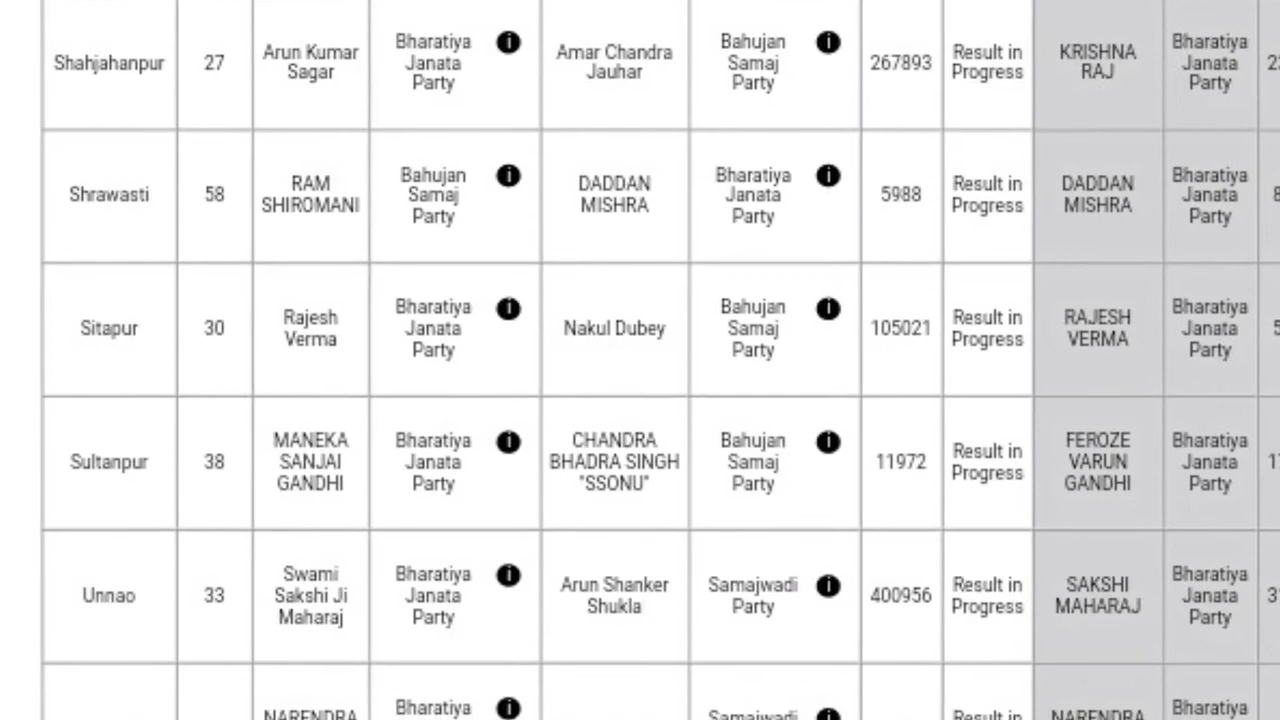 Shahjahanpur 27 Arun Kumar Sagar Bharatiya Janata Party i Amar Chandra Jauhar Bahujan Samaj Party i 267893 Result in Progress KRISHNA RAJ Bharatiya Janata Party
Shrawasti 58 RAM SHIROMANI Bahujan Samaj Party i DADDAN MISHRA Bharatiya Janata Party i 5988 Result in Progress DADDAN MISHRA Bharatiya Janata Party
Sitapur 30 Rajesh Verma Bharatiya Janata Party i Nakul Dubey Bahujan Samaj Party i 105021 Result in Progress RAJESH VERMA Bharatiya Janata Party
Sultanpur 38 MANEKA SANJAI GANDHI Bharatiya Janata Party i CHANDRA BHADRA SINGH "SSONU" Bahujan Samaj Party i 11972 Result in Progress FEROZE VARUN GANDHI Bharatiya Janata Party
Unnao 33 Swami Sakshi Ji Maharaj Bharatiya Janata Party i Arun Shanker Shukla Samajwadi Party i 400956 Result in Progress SAKSHI MAHARAJ Bharatiya Janata Party
NARENDRA Bharatiya i Samajwadi i Result in NARENDRA Bharatiya